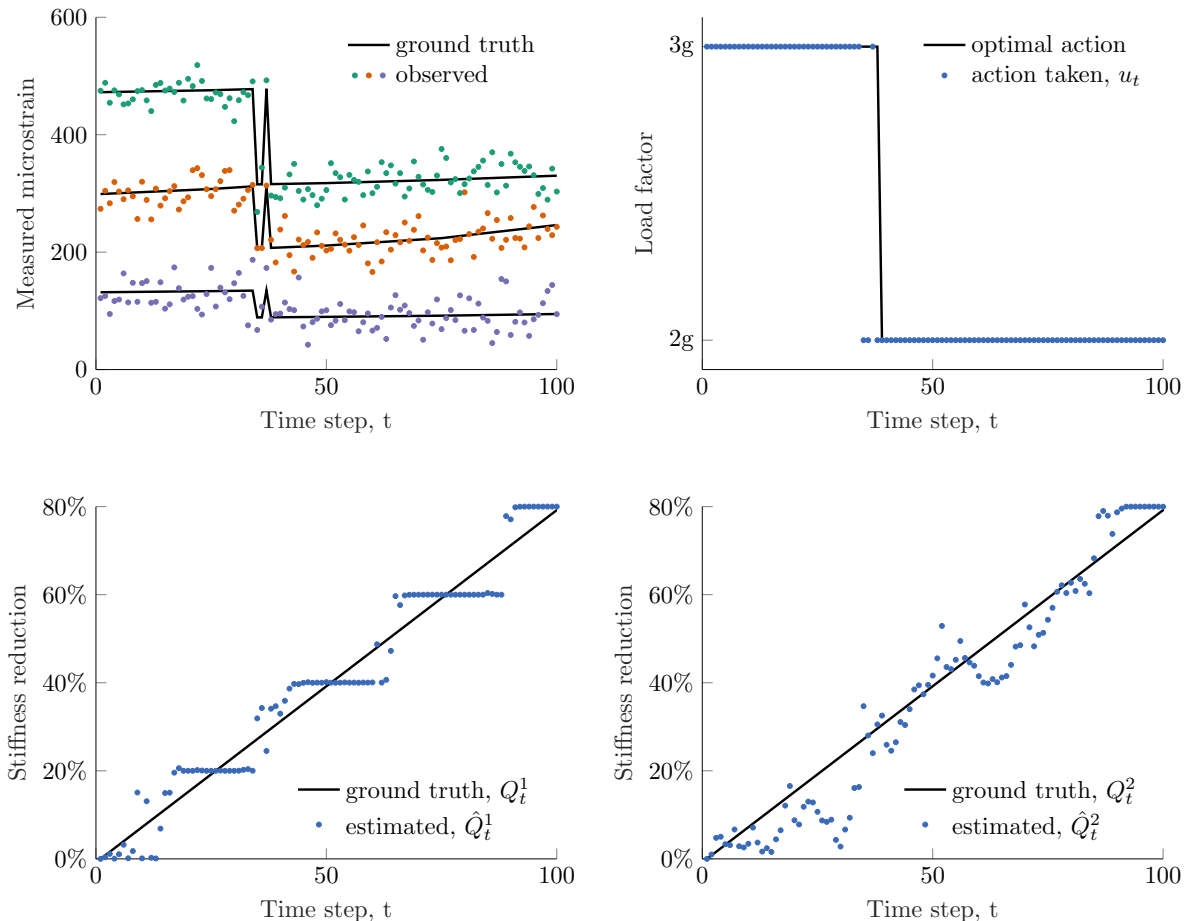 600
400
200
0
Measured microstrain
ground truth
observed
0
50
100
Time step, t
3g
2g
Load factor
optimal action
action taken, $u_t$
0
50
100
Time step, t
80%
60%
40%
20%
0%
Stiffness reduction
ground truth, $Q_t^1$
estimated, $\hat{Q}_t^1$
0
50
100
Time step, t
80%
60%
40%
20%
0%
Stiffness reduction
ground truth, $Q_t^2$
estimated, $\hat{Q}_t^2$
0
50
100
Time step, t